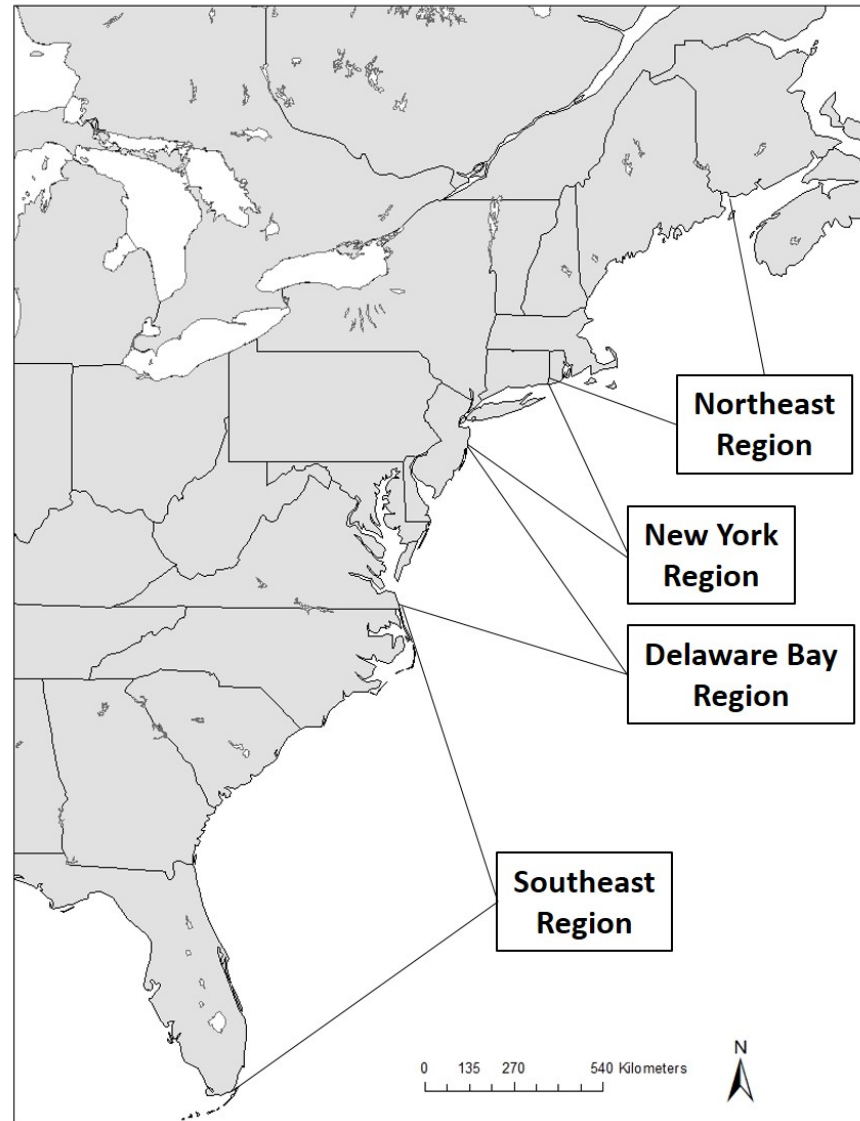 Northeast
Region
New York
Region
Delaware Bay
Region
Southeast
Region
0 135 270 540 Kilometers
N